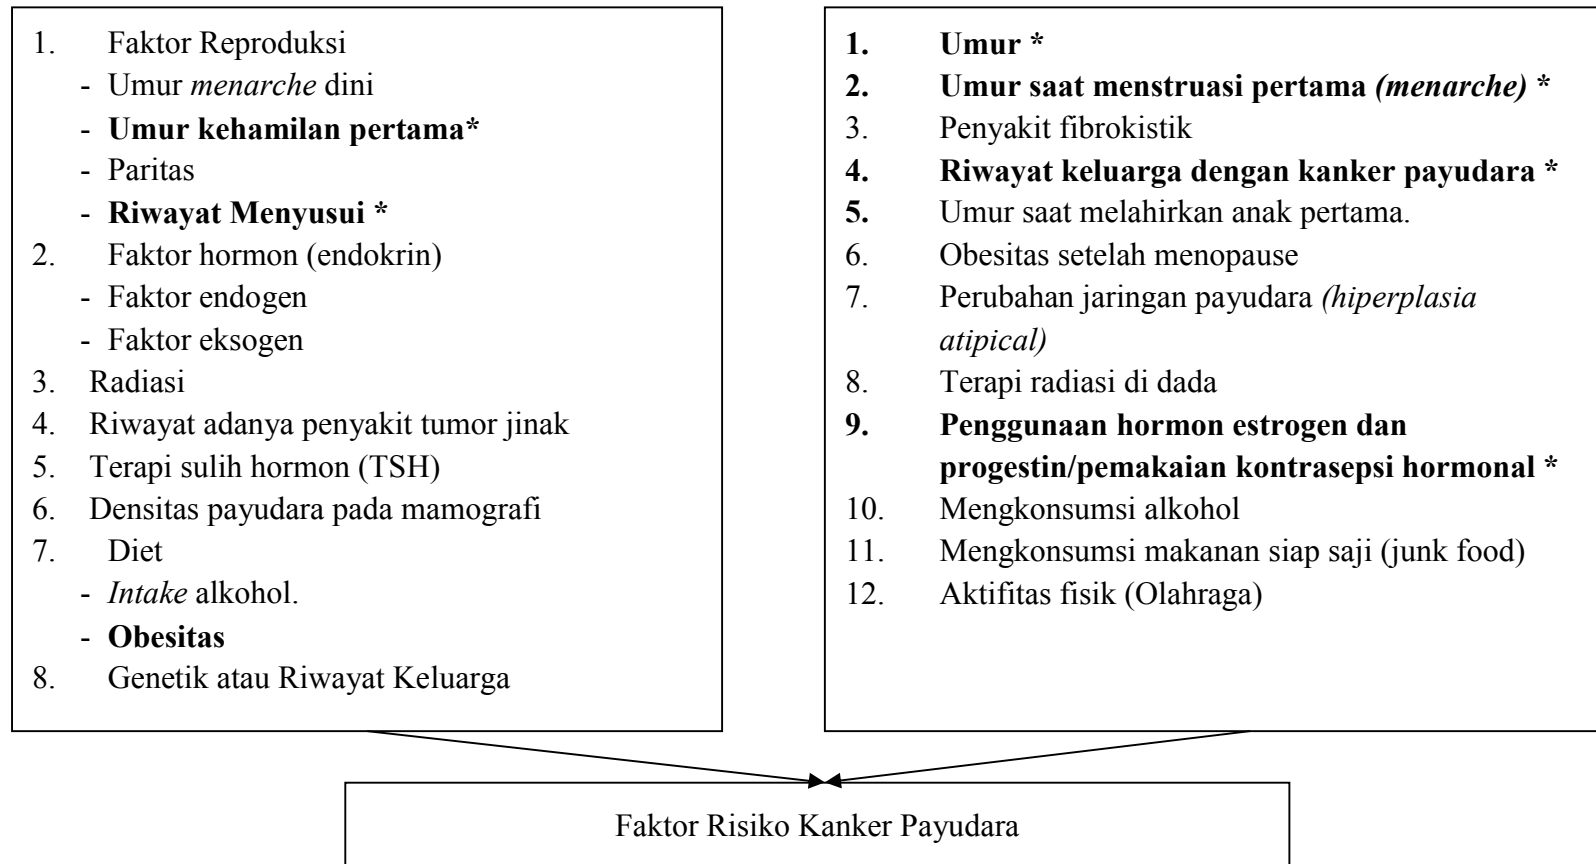 1. Faktor Reproduksi
- Umur menarche dini
- Umur kehamilan pertama*
- Paritas
- Riwayat Menyusui *
2. Faktor hormon (endokrin)
- Faktor endogen
- Faktor eksogen
3. Radiasi
4. Riwayat adanya penyakit tumor jinak
5. Terapi sulih hormon (TSH)
6. Densitas payudara pada mamografi
7. Diet
- Intake alkohol.
- Obesitas
8. Genetik atau Riwayat Keluarga
1. Umur *
2. Umur saat menstruasi pertama (menarche) *
3. Penyakit fibrokistik
4. Riwayat keluarga dengan kanker payudara *
5. Umur saat melahirkan anak pertama.
6. Obesitas setelah menopause
7. Perubahan jaringan payudara (hiperplasia
atipical)
8. Terapi radiasi di dada
9. Penggunaan hormon estrogen dan
progestin/pemakaian kontrasepsi hormonal *
10. Mengkonsumsi alkohol
11. Mengkonsumsi makanan siap saji (junk food)
12. Aktifitas fisik (Olahraga)
Faktor Risiko Kanker Payudara